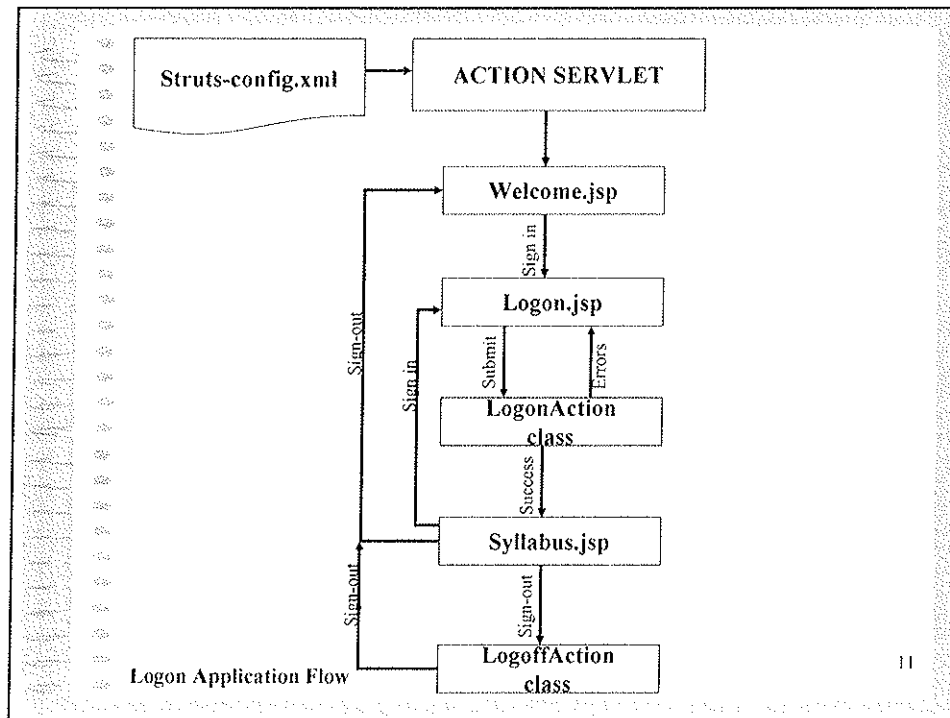 Struts-config.xml
ACTION SERVLET
Welcome.jsp
Sign in
Logon.jsp
Sign-out
Sign in
Submit
Errors
LogonAction
class
Success
Syllabus.jsp
Sign-out
Sign-out
LogoffAction
class
Logon Application Flow
11